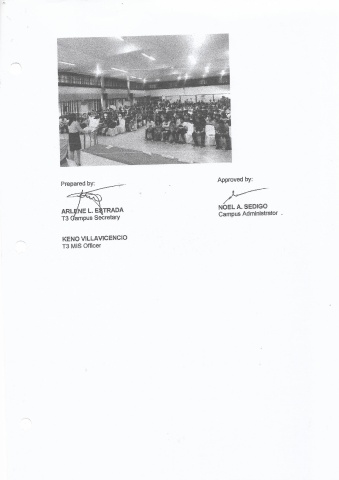 Prepared by:
Approved by:
ARLENE L. ESTRADA
T3 Campus Secretary
NOEL A. SEDIGO
Campus Administrator
KENO VILLAVICENCIO
T3 MIS Officer